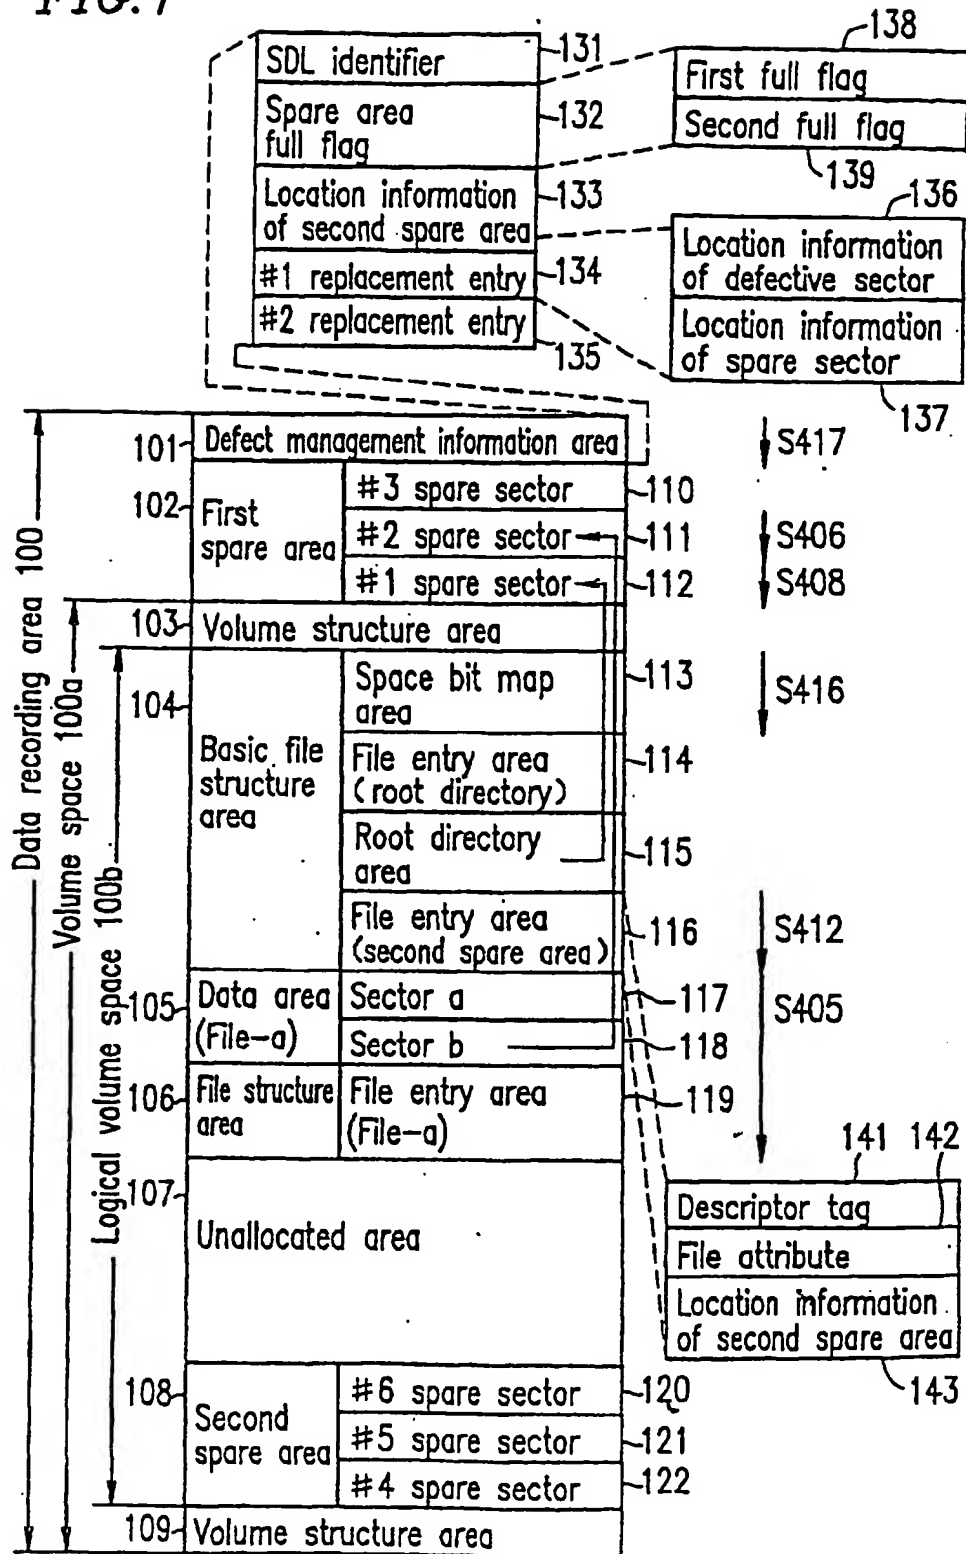 FIG. 7
SDL identifier
131
Spare area
full flag
132
Location information
of second spare area
133
#1 replacement entry
134
#2 replacement entry
135
138
First full flag
Second full flag
139
136
Location information
of defective sector
Location information
of spare sector
137
Data recording area 100
Volume space 100a
Logical volume space 100b
101
Defect management information area
S417
102
First
spare area
#3 spare sector
110
#2 spare sector
111
S406
#1 spare sector
112
S408
103
Volume structure area
104
Basic file
structure
area
Space bit map
area
113
S416
File entry area
(root directory)
114
Root directory
area
115
File entry area
(second spare area)
116
S412
105
Data area
(File-a)
Sector a
117
S405
Sector b
118
106
File structure
area
File entry area
(File-a)
119
107
Unallocated area
141
142
Descriptor tag
File attribute
Location information
of second spare area
143
108
Second
spare area
#6 spare sector
120
#5 spare sector
121
#4 spare sector
122
109
Volume structure area